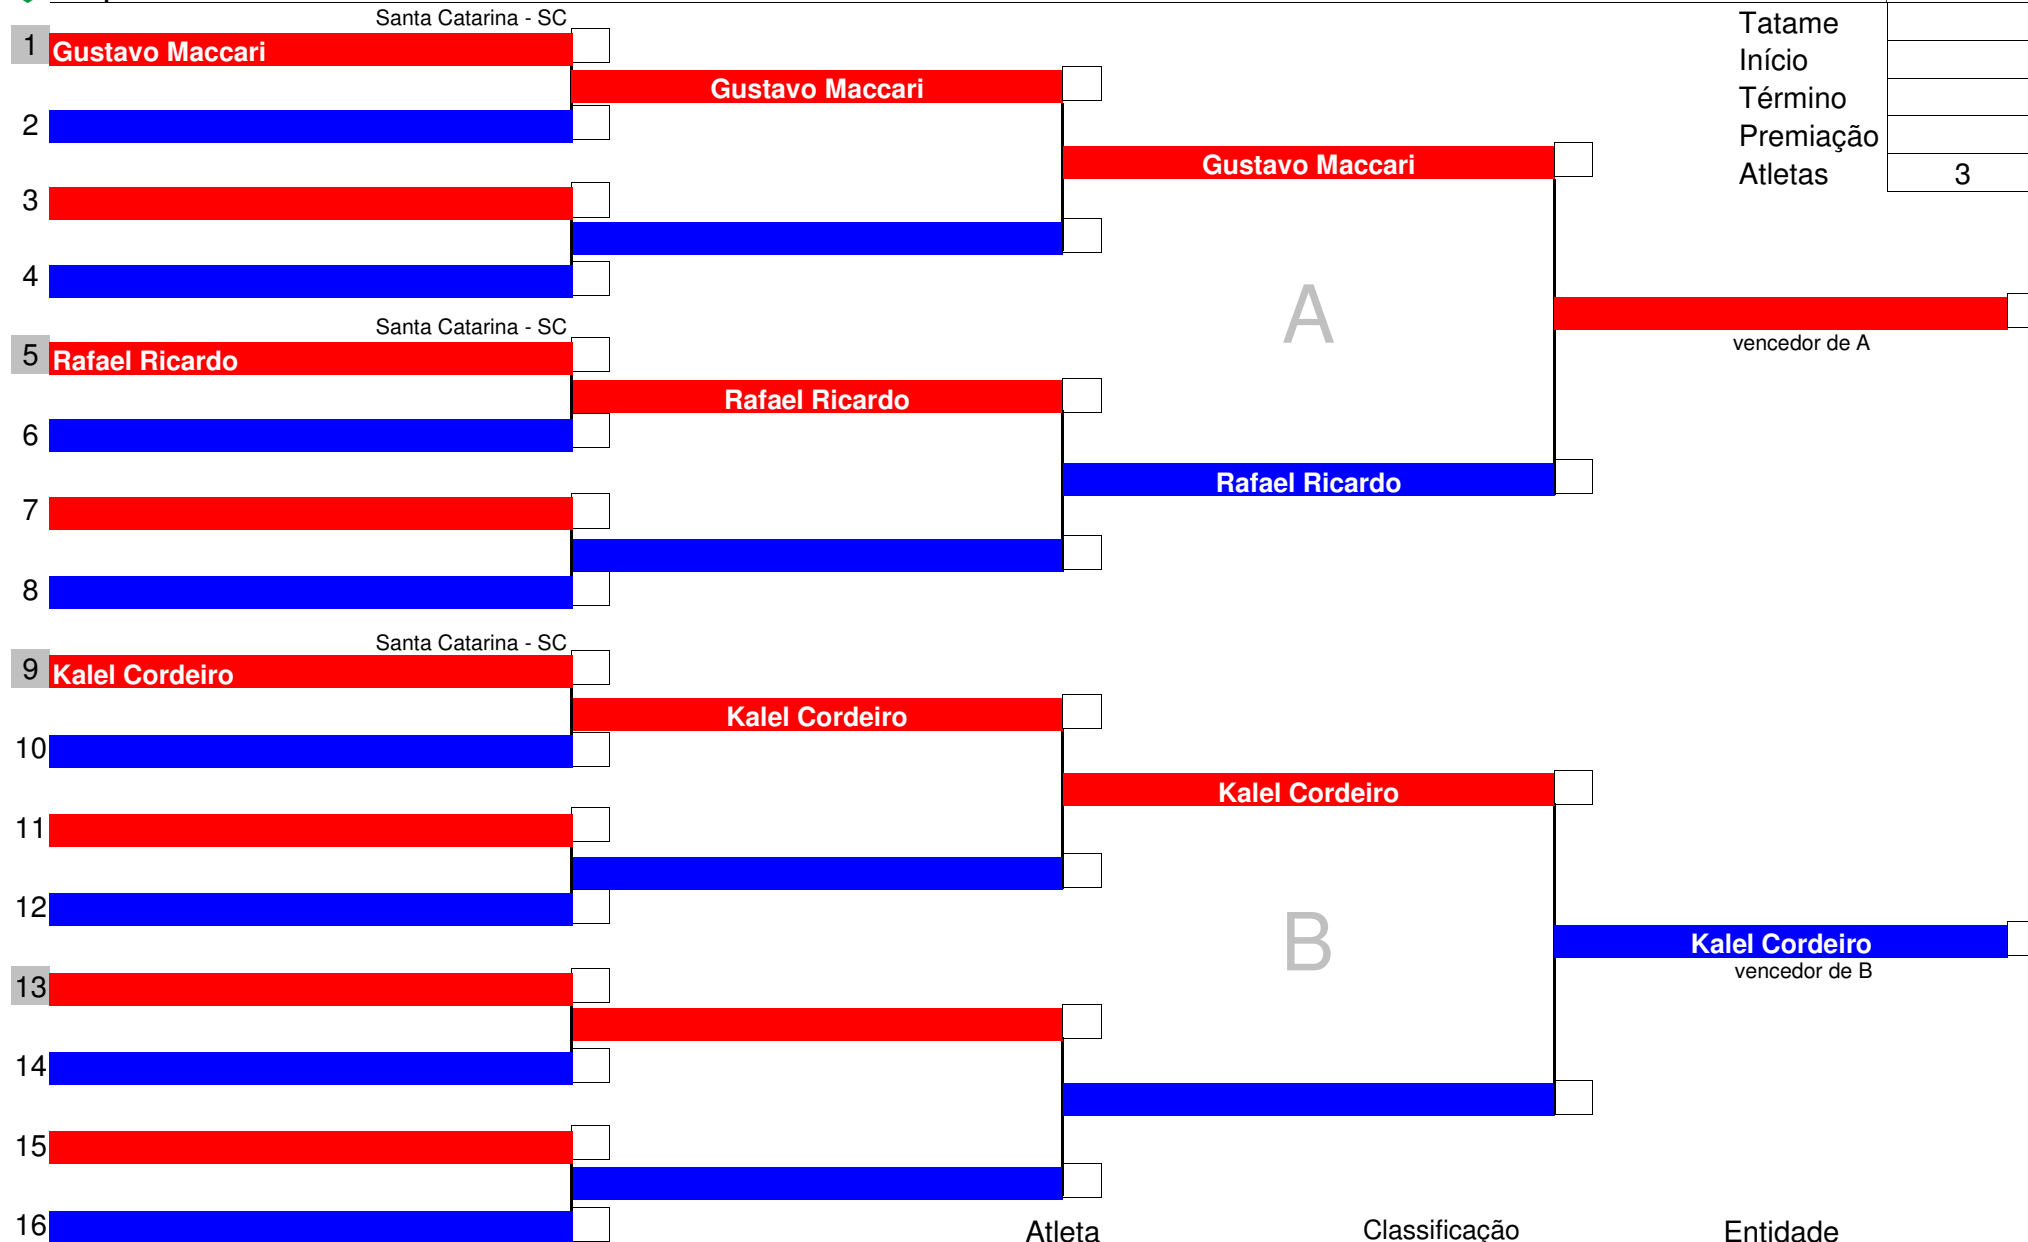 Santa Catarina - SC
1 Gustavo Maccari
Gustavo Maccari
2
Gustavo Maccari
3
4
Santa Catarina - SC
5 Rafael Ricardo
Rafael Ricardo
6
Rafael Ricardo
7
8
A
vencedor de A
Santa Catarina - SC
9 Kalel Cordeiro
Kalel Cordeiro
10
Kalel Cordeiro
11
12
B
Kalel Cordeiro
vencedor de B
13
14
15
16
Tatame
Início
Término
Premiação
Atletas 3
Atleta Classificação Entidade